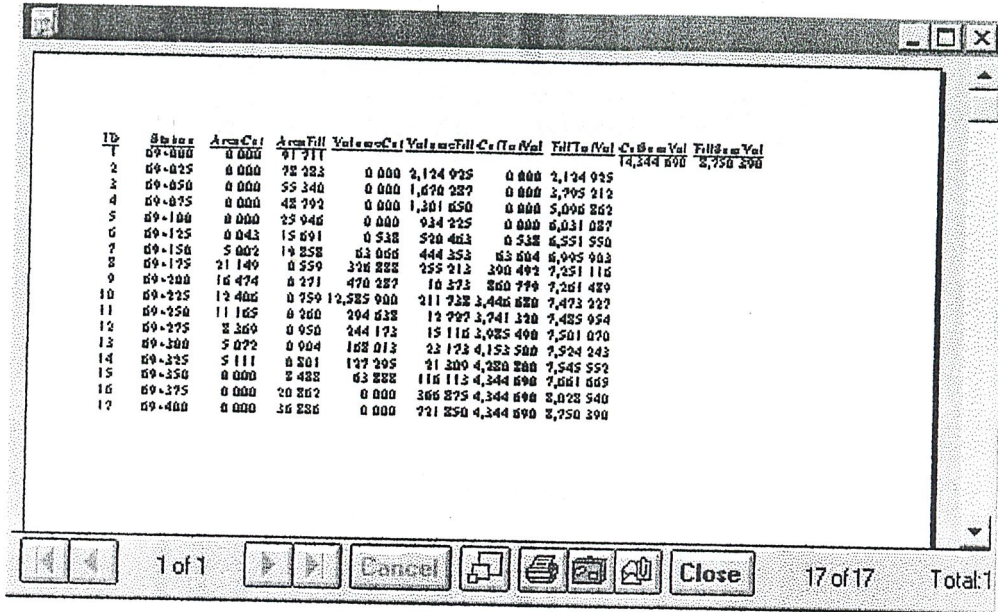 ID Station AreaCut AreaFill VolumeCut VolumeFill CutTotVol FillTotVol CutSumVol FillSumVol
1 69+000 0 000 91 711 14,344 690 8,750 390
2 69+025 0 000 78 283 0 000 2,124 925 0 000 2,124 925
3 69+050 0 000 55 340 0 000 1,670 287 0 000 3,795 212
4 69+075 0 000 48 792 0 000 1,301 650 0 000 5,096 862
5 69+100 0 000 25 946 0 000 934 225 0 000 6,031 087
6 69+125 0 043 15 691 0 538 520 463 0 538 6,551 550
7 69+150 5 002 19 858 63 066 444 353 63 604 6,995 903
8 69+175 21 149 0 559 326 888 255 213 390 492 7,251 116
9 69+200 16 474 0 271 470 287 10 373 860 779 7,261 489
10 69+225 12 406 0 759 12,585 900 211 738 3,446 680 7,473 227
11 69+250 11 165 0 260 294 638 12 727 3,741 320 7,485 954
12 69+275 8 369 0 950 244 173 15 116 3,985 490 7,501 070
13 69+300 5 072 0 904 168 013 23 173 4,153 500 7,524 243
14 69+325 5 111 0 801 127 295 21 309 4,280 800 7,545 552
15 69+350 0 000 8 488 63 888 116 113 4,344 690 7,661 665
16 69+375 0 000 20 862 0 000 366 875 4,344 690 8,028 540
17 69+400 0 000 36 886 0 000 721 850 4,344 690 8,750 390
1 of 1 Cancel Close 17 of 17 Total:1